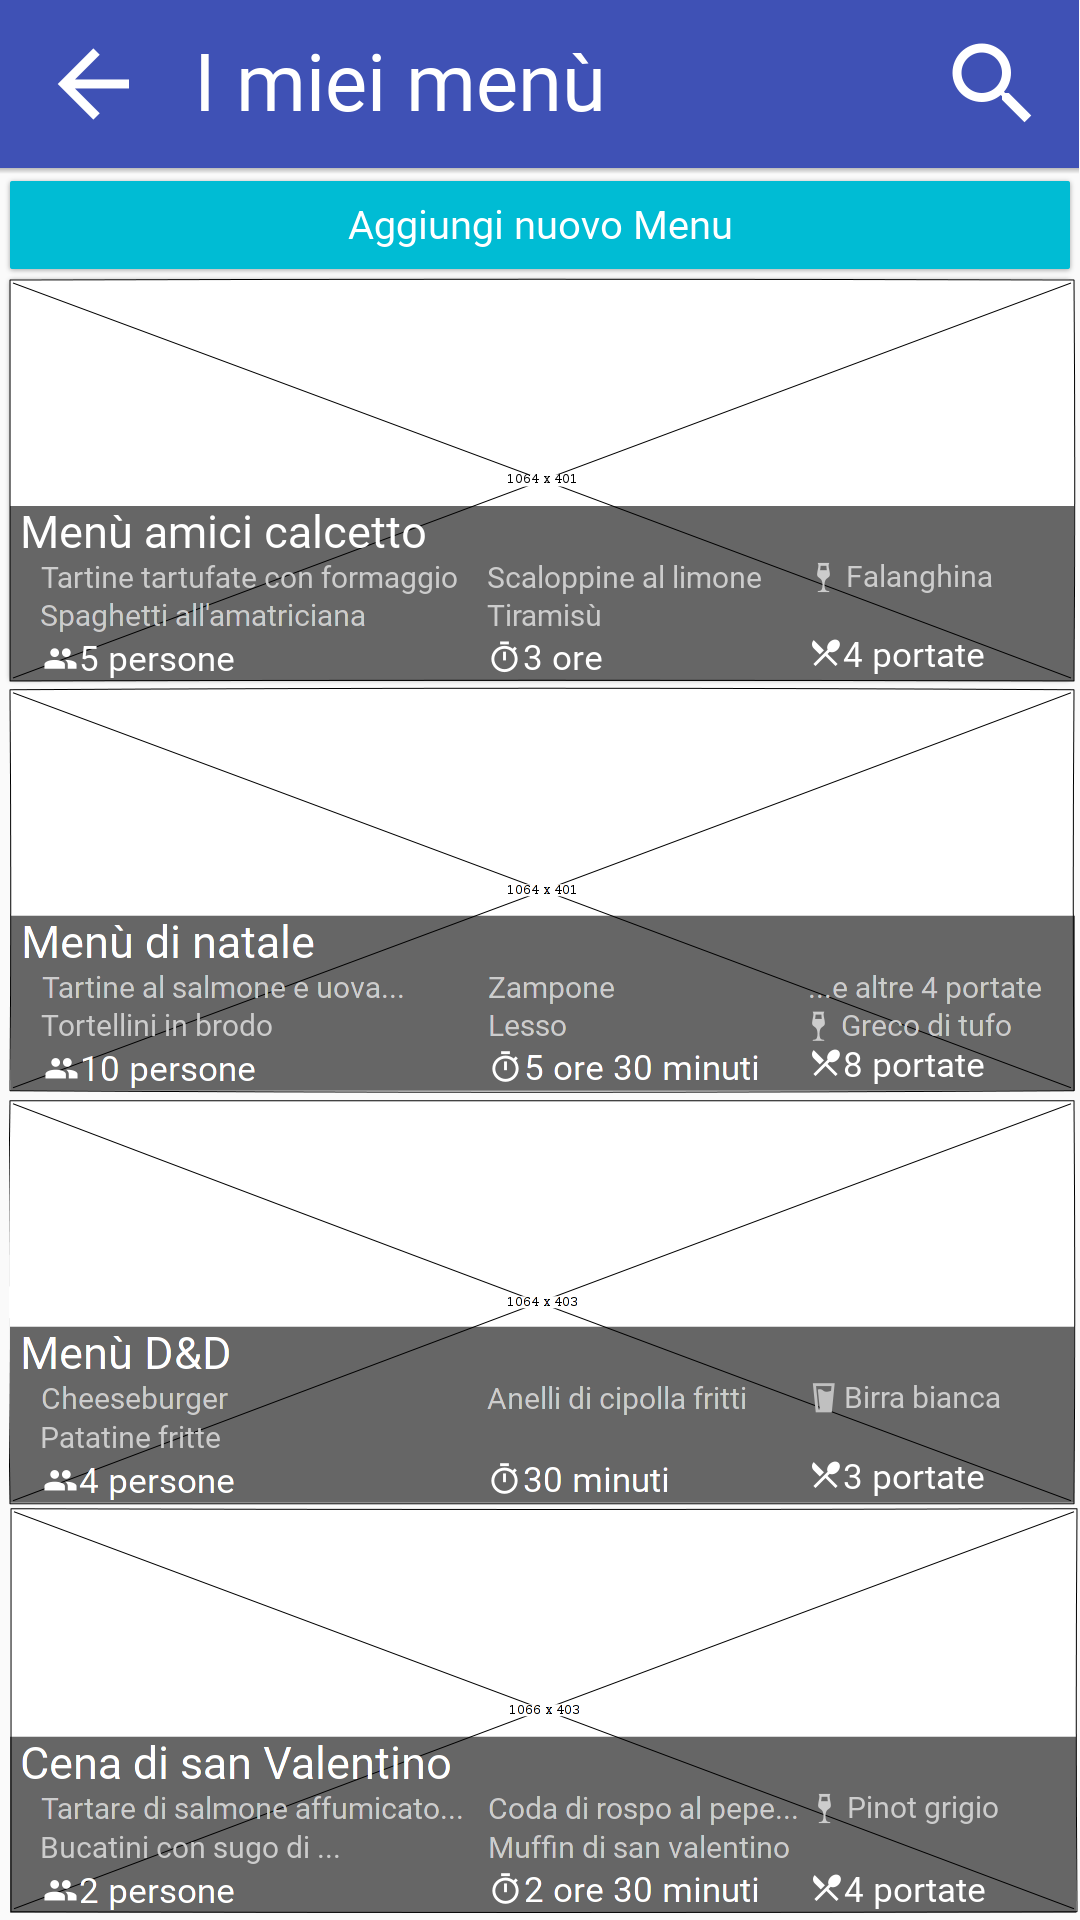 I miei menù
Aggiungi nuovo Menu
1064 x 401
Menù amici calcetto
Tartine tartufate con formaggio Scaloppine al limone Falanghina
Spaghetti all'amatriciana Tiramisù
5 persone 3 ore 4 portate
1064 x 401
Menù di natale
Tartine al salmone e uova... Zampone ...e altre 4 portate
Tortellini in brodo Lesso Greco di tufo
10 persone 5 ore 30 minuti 8 portate
1064 x 403
Menù D&D
Cheeseburger Anelli di cipolla fritti Birra bianca
Patatine fritte
4 persone 30 minuti 3 portate
1066 x 403
Cena di san Valentino
Tartare di salmone affumicato... Coda di rospo al pepe... Pinot grigio
Bucatini con sugo di ... Muffin di san valentino
2 persone 2 ore 30 minuti 4 portate